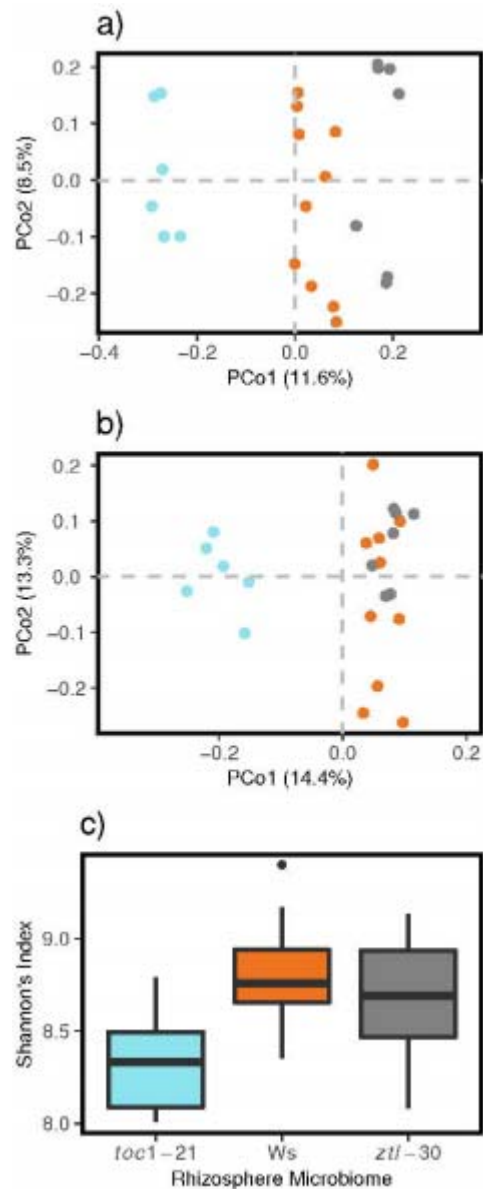 a)
0.2
0.1
0.0
−0.1
−0.2
PCo2 (8.5%)
−0.4 −0.2 0.0 0.2
PCo1 (11.6%)
b)
0.2
0.1
0.0
−0.1
−0.2
PCo2 (13.3%)
−0.2 0.0 0.2
PCo1 (14.4%)
c)
9.0
8.5
8.0
Shannon's Index
toc1−21 Ws ztl−30
Rhizosphere Microbiome